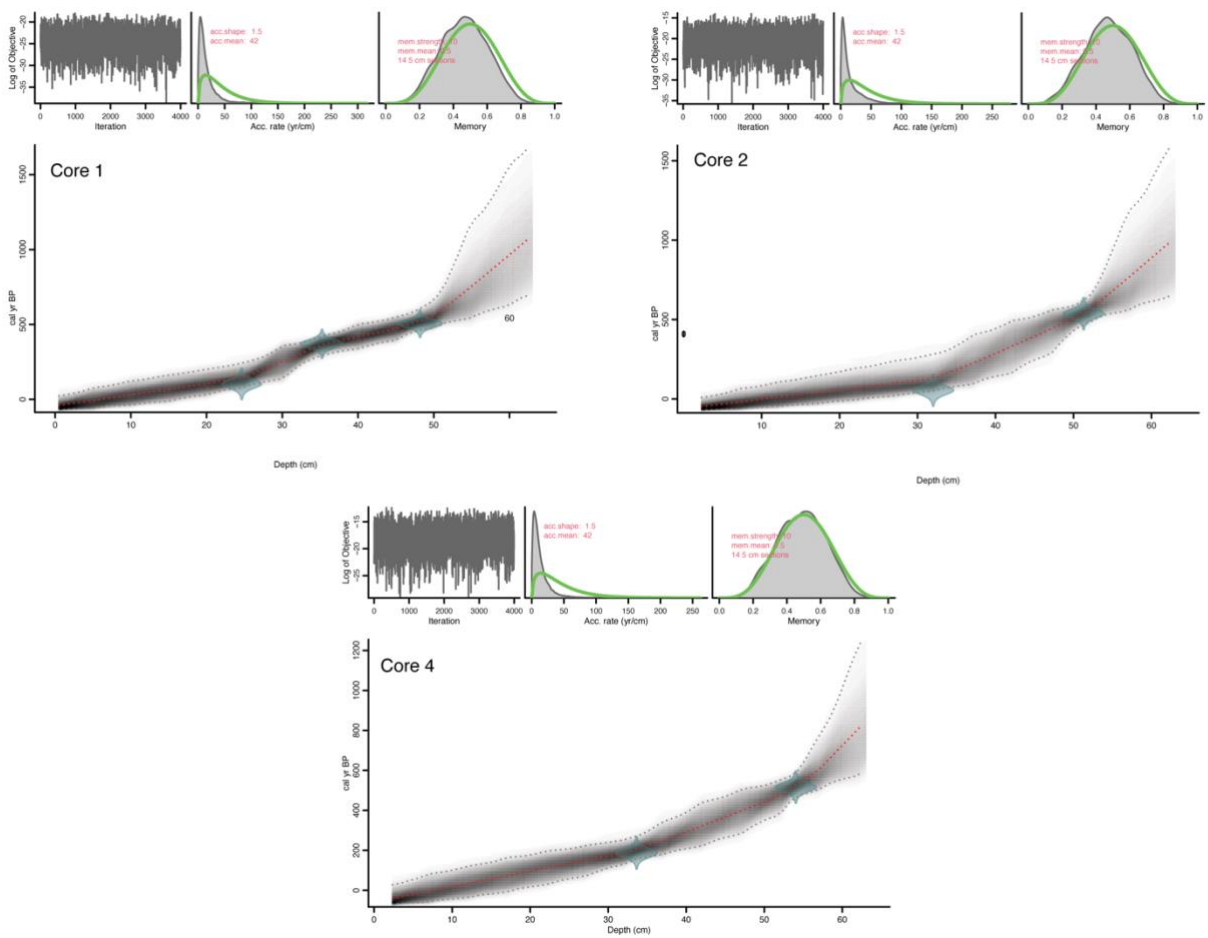 Core 1
Log of Objective
-20
-25
-30
-35
0 1000 2000 3000 4000
Iteration
acc.shape: 1.5
acc.mean: 42
0 50 100 150 200 250 300
Acc. rate (yr/cm)
14 5 cm
0.0 0.2 0.4 0.6 0.8 1.0
Memory
cal yr BP
0
500
1000
1500
0 10 20 30 40 50
60
Depth (cm)
Core 2
Log of Objective
-15
-20
-25
-30
-35
0 1000 2000 3000 4000
Iteration
acc.shape: 1.5
acc.mean: 42
0 50 100 150 200 250
Acc. rate (yr/cm)
14 5 cm
0.0 0.2 0.4 0.6 0.8 1.0
Memory
cal yr BP
0
500
1000
1500
10 20 30 40 50 60
Depth (cm)
Core 4
Log of Objective
-15
-20
-25
0 1000 2000 3000 4000
Iteration
acc.shape: 1.5
acc.mean: 42
0 50 100 150 200 250
Acc. rate (yr/cm)
mem.mean:
14 5 cm
0.0 0.2 0.4 0.6 0.8 1.0
Memory
cal yr BP
0
200
400
600
800
1000
1200
0 10 20 30 40 50 60
Depth (cm)